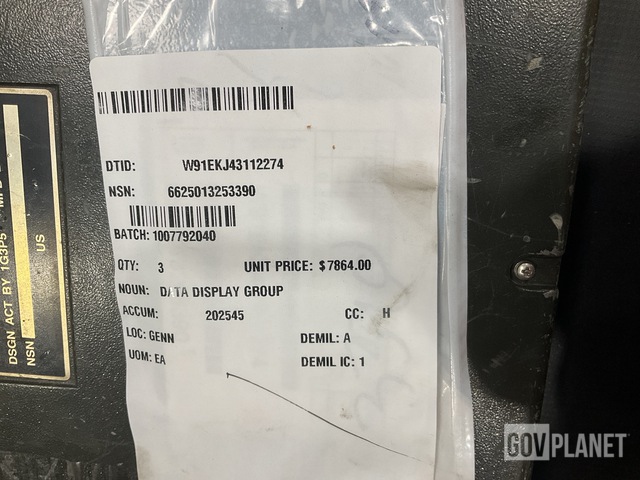 DTID: W91EKJ43112274
NSN: 6625013253390
BATCH: 1007792040
QTY: 3 UNIT PRICE: $7864.00
NOUN: DATA DISPLAY GROUP
ACCUM: 202545 CC: H
LOC: GENN DEMIL: A
UOM: EA DEMIL IC: 1
US
DSGN ACT BY 1G3P5
NSN
GOVPLANET